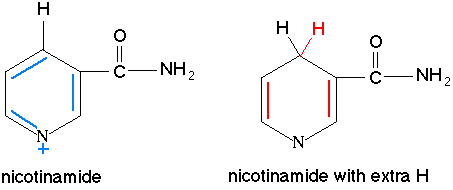 H
O
C
NH2
N
+
nicotinamide
H H
O
C
NH2
N
nicotinamide with extra H